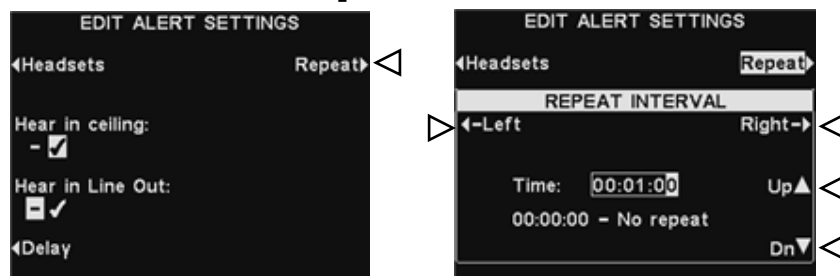 EDIT ALERT SETTINGS
◀Headsets Repeat▶
Hear in ceiling:
– ✓
Hear in Line Out:
– ✓
◀Delay
EDIT ALERT SETTINGS
◀Headsets Repeat▶
REPEAT INTERVAL
◀–Left Right–▶
Time: 00:01:00 Up▲
00:00:00 – No repeat
Dn▼